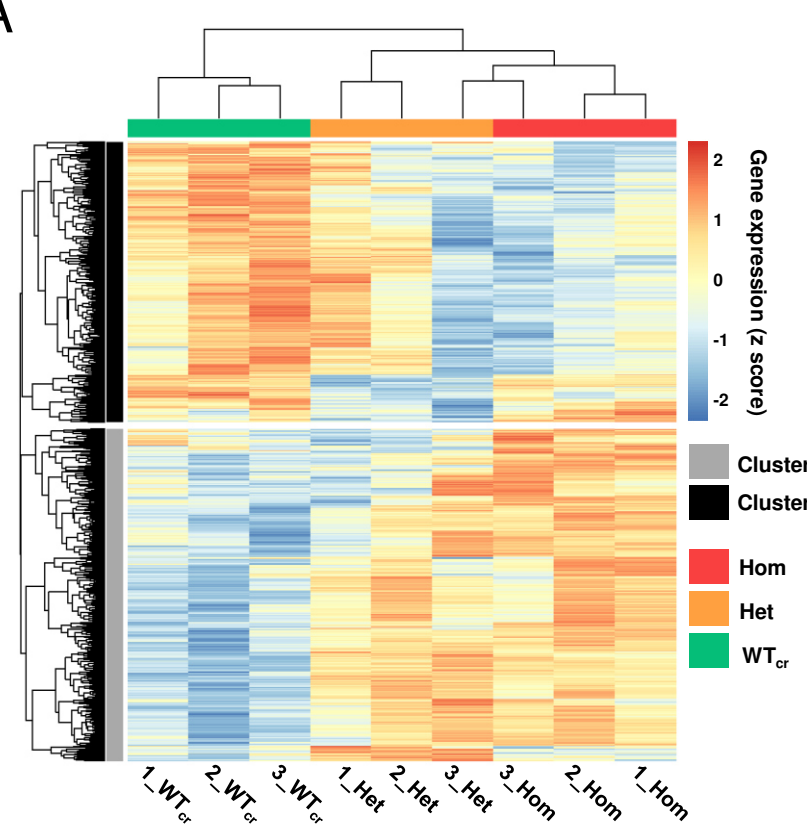 A
2
1
0
-1
-2
Gene expression (z score)
Cluster
Cluster
Hom
Het
WTcr
1_WTcr
2_WTcr
3_WTcr
1_Het
2_Het
3_Het
3_Hom
2_Hom
1_Hom